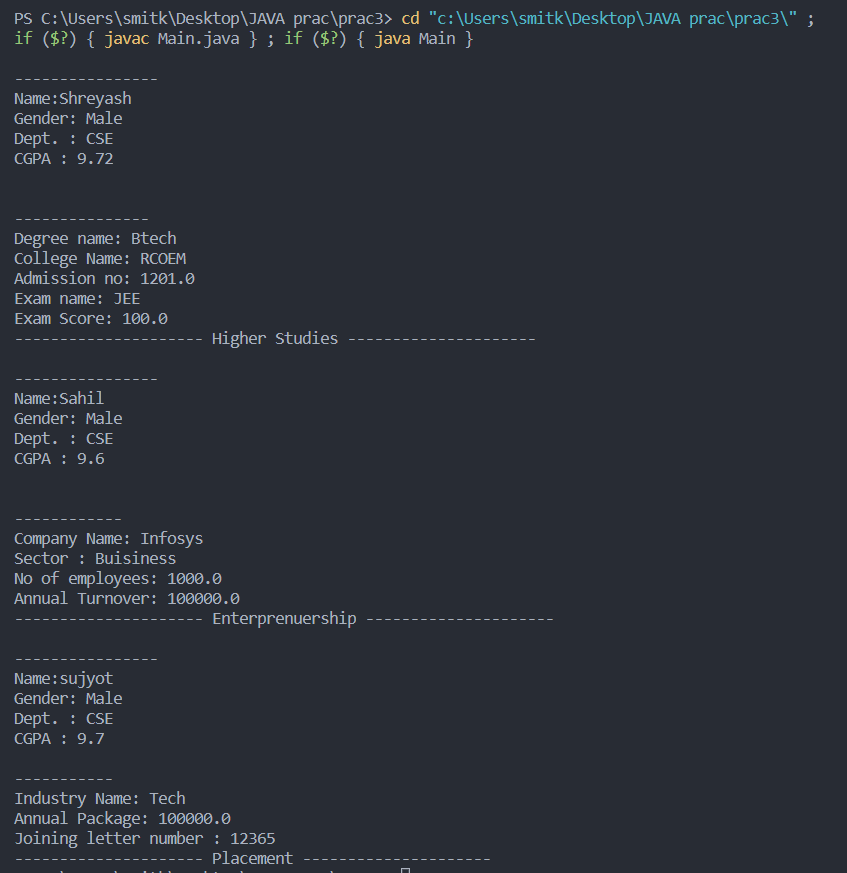 PS C:\Users\smitk\Desktop\JAVA prac\prac3> cd "c:\Users\smitk\Desktop\JAVA prac\prac3\" ;
if ($?) { javac Main.java } ; if ($?) { java Main }
----------------
Name:Shreyash
Gender: Male
Dept. : CSE
CGPA : 9.72
---------------
Degree name: Btech
College Name: RCOEM
Admission no: 1201.0
Exam name: JEE
Exam Score: 100.0
--------------------- Higher Studies ---------------------
----------------
Name:Sahil
Gender: Male
Dept. : CSE
CGPA : 9.6
------------
Company Name: Infosys
Sector : Buisiness
No of employees: 1000.0
Annual Turnover: 100000.0
--------------------- Enterprenuership ---------------------
----------------
Name:sujyot
Gender: Male
Dept. : CSE
CGPA : 9.7
-----------
Industry Name: Tech
Annual Package: 100000.0
Joining letter number : 12365
--------------------- Placement ---------------------